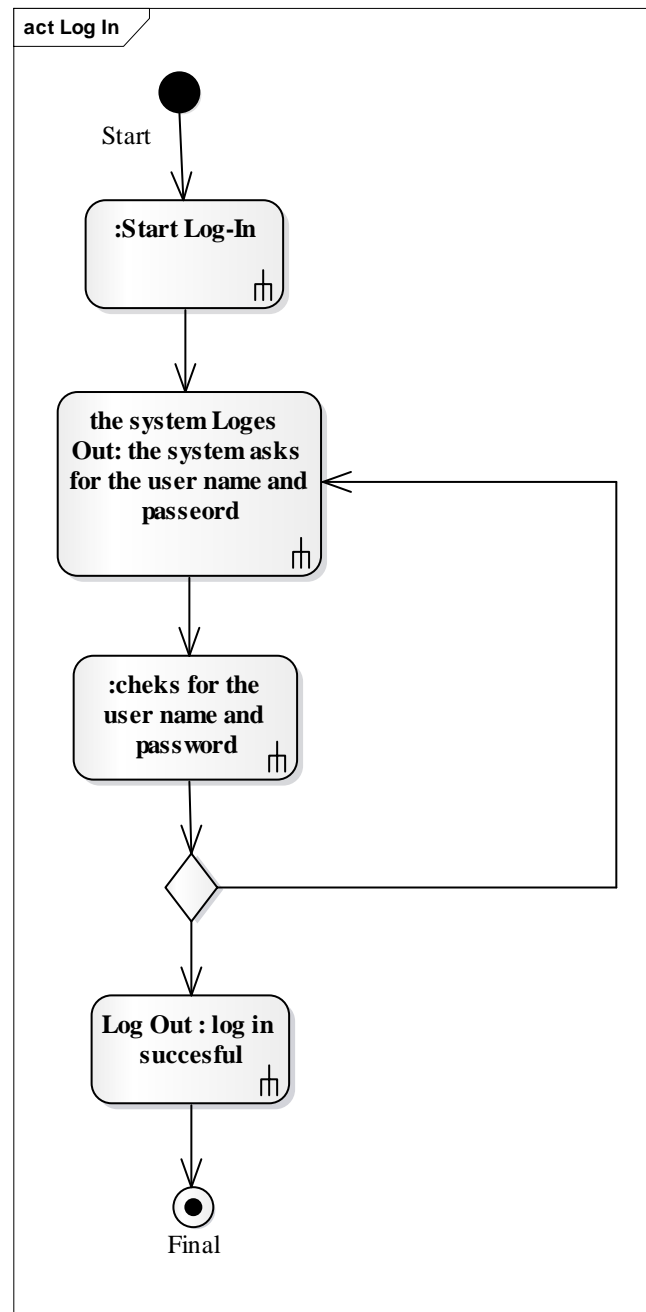 act Log In
Start
:Start Log-In
the system Loges
Out: the system asks
for the user name and
passeord
:cheks for the
user name and
password
Log Out : log in
succesful
Final